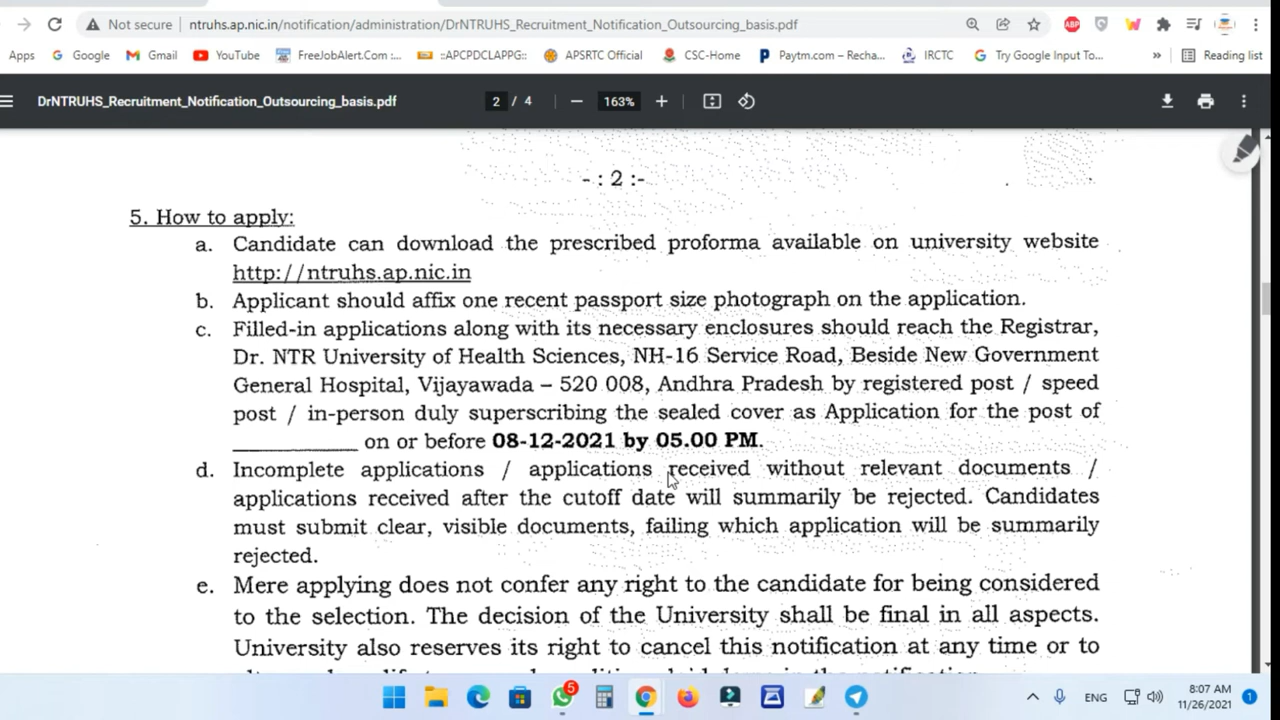 Not secure | ntruhs.ap.nic.in/notification/administration/DrNTRUHS_Recruitment_Notification_Outsourcing_basis.pdf
ABP
Apps Google Gmail YouTube FreeJobAlert.Com :... ::APCPDCLAPPG:: APSRTC Official CSC-Home Paytm.com – Recha... IRCTC Try Google Input To... » Reading list
DrNTRUHS_Recruitment_Notification_Outsourcing_basis.pdf 2 / 4 — 163% +
- : 2 :-
5. How to apply:
a. Candidate can download the prescribed proforma available on university website
http://ntruhs.ap.nic.in
b. Applicant should affix one recent passport size photograph on the application.
c. Filled-in applications along with its necessary enclosures should reach the Registrar,
Dr. NTR University of Health Sciences, NH-16 Service Road, Beside New Government
General Hospital, Vijayawada – 520 008, Andhra Pradesh by registered post / speed
post / in-person duly superscribing the sealed cover as Application for the post of
__________ on or before 08-12-2021 by 05.00 PM.
d. Incomplete applications / applications received without relevant documents /
applications received after the cutoff date will summarily be rejected. Candidates
must submit clear, visible documents, failing which application will be summarily
rejected.
e. Mere applying does not confer any right to the candidate for being considered
to the selection. The decision of the University shall be final in all aspects.
University also reserves its right to cancel this notification at any time or to
5
ENG
8:07 AM
11/26/2021
1